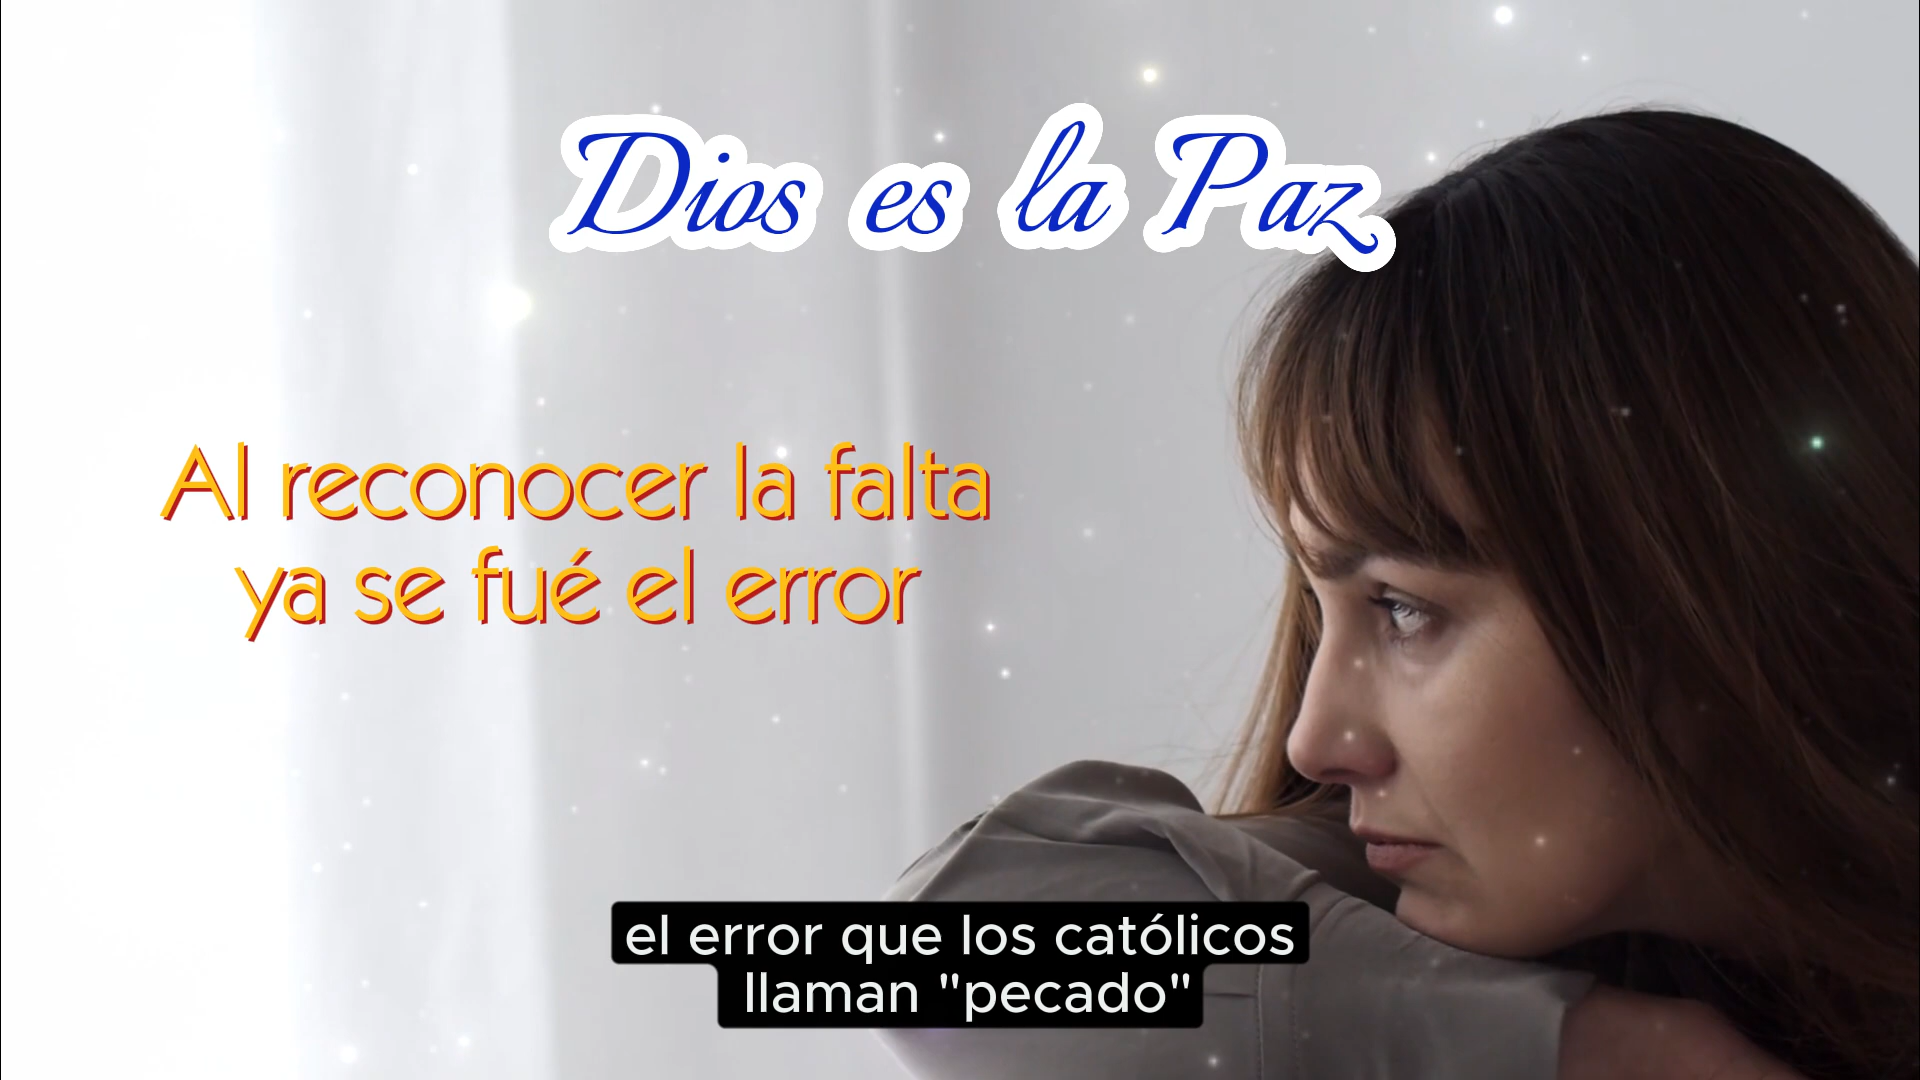 Dios es la Paz
Al reconocer la falta
ya se fué el error
el error que los católicos
llaman "pecado"